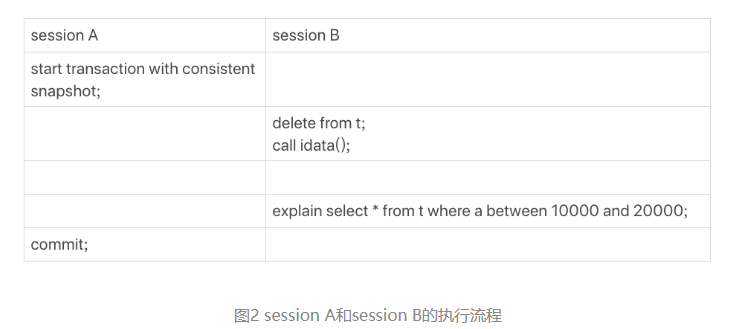 session A
session B
start transaction with consistent
snapshot;
delete from t;
call idata();
explain select * from t where a between 10000 and 20000;
commit;
图2 session A和session B的执行流程